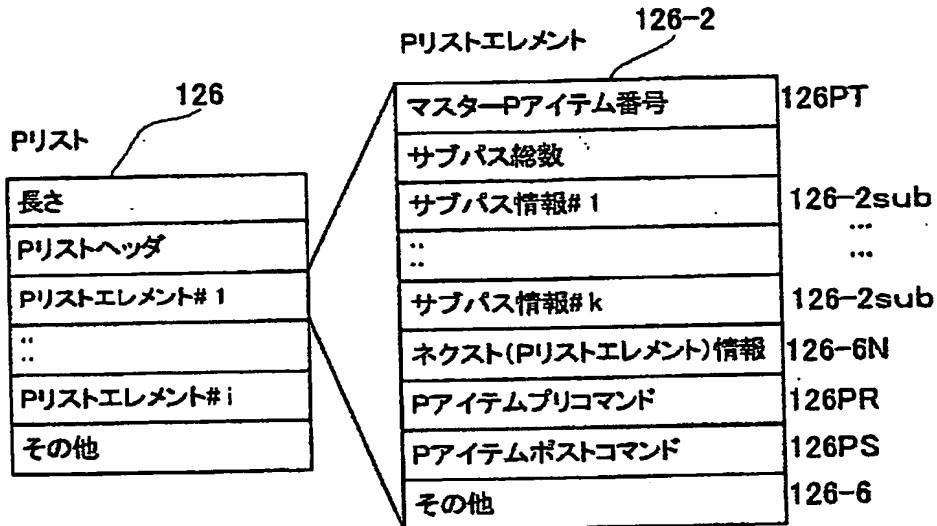 126-2
Pリストエレメント
126
Pリスト
長さ
Pリストヘッダ
Pリストエレメント#1
::
Pリストエレメント#i
その他
マスターPアイテム番号 126PT
サブパス総数
サブパス情報#1 126-2sub
:: … …
サブパス情報#k 126-2sub
ネクスト(Pリストエレメント)情報 126-6N
Pアイテムプリコマンド 126PR
Pアイテムポストコマンド 126PS
その他 126-6